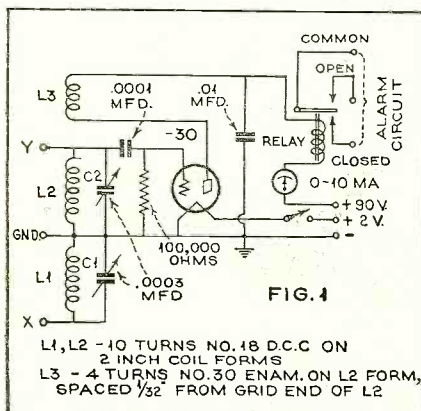 COMMON
OPEN
ALARM
CIRCUIT
.0001
MFD.
.01
MFD.
L3
-30
RELAY
CLOSED
Y
C2
0-10 MA
L2
+90V.
+2V.
-
GND.
100,000
OHMS
L1
C1
.0003
MFD
FIG.1
X
L1, L2 -10 TURNS NO.18 D.C.C ON
2 INCH COIL FORMS
L3 - 4 TURNS NO.30 ENAM. ON L2 FORM,
SPACED 1/32" FROM GRID END OF L2